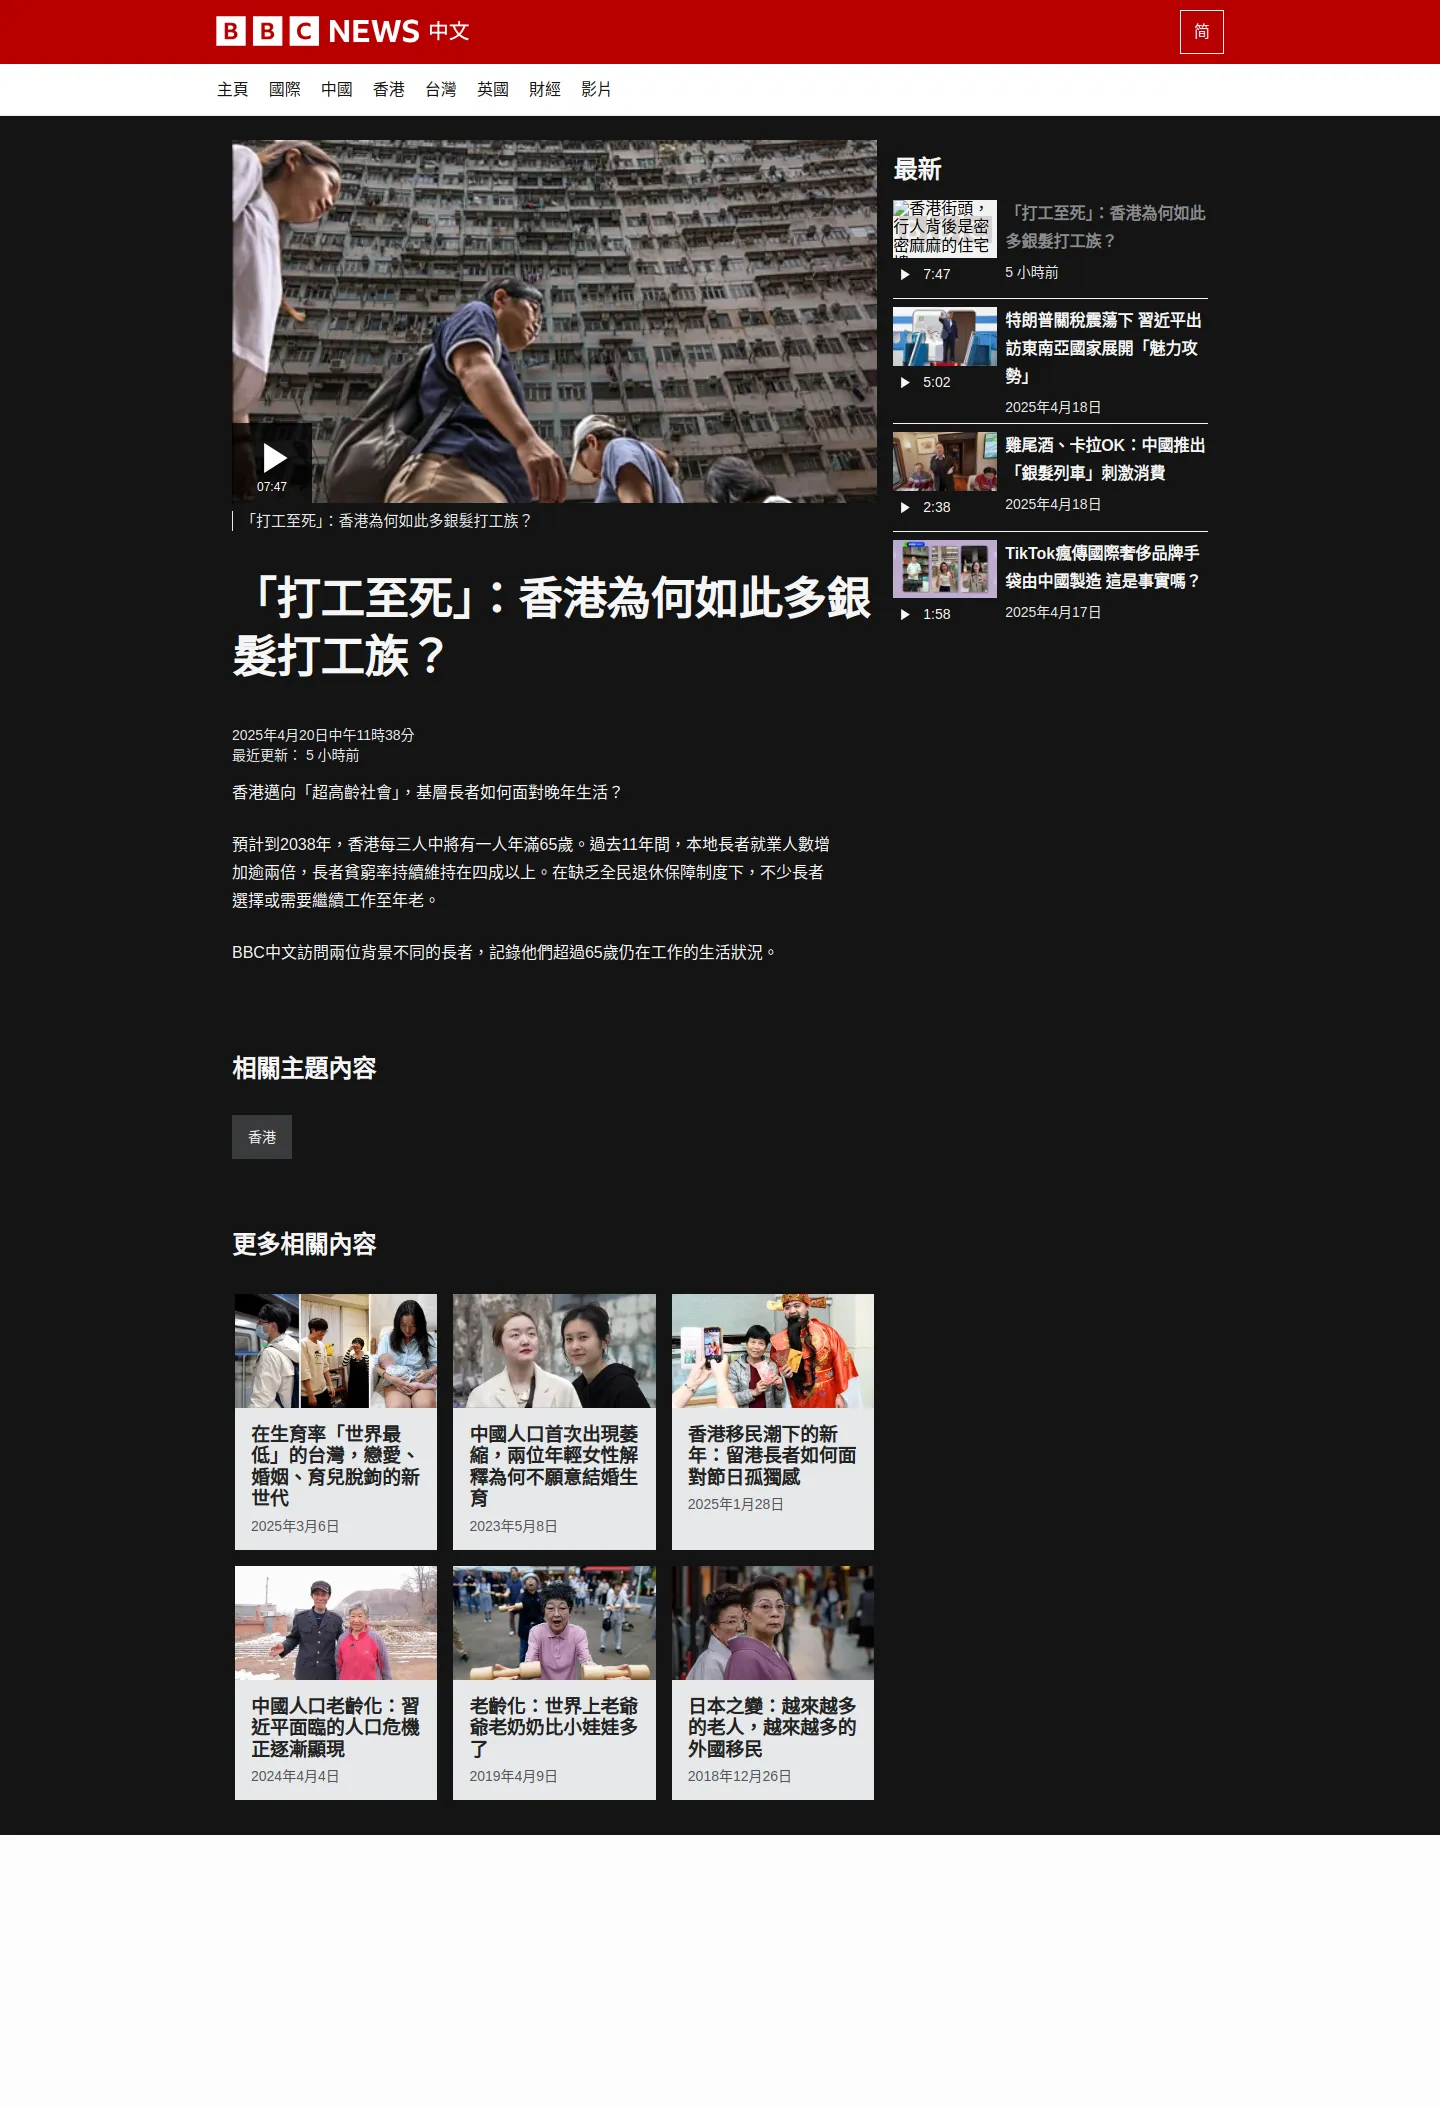 BBC NEWS 中文
简
主頁 國際 中國 香港 台灣 英國 財經 影片
07:47
「打工至死」：香港為何如此多銀髮打工族？
「打工至死」：香港為何如此多銀
髮打工族？
2025年4月20日中午11時38分
最近更新： 5 小時前
香港邁向「超高齡社會」，基層長者如何面對晚年生活？
預計到2038年，香港每三人中將有一人年滿65歲。過去11年間，本地長者就業人數增
加逾兩倍，長者貧窮率持續維持在四成以上。在缺乏全民退休保障制度下，不少長者
選擇或需要繼續工作至年老。
BBC中文訪問兩位背景不同的長者，記錄他們超過65歲仍在工作的生活狀況。
最新
香港街頭，
行人背後是密
密麻麻的住宅
「打工至死」：香港為何如此
多銀髮打工族？
7:47
5 小時前
特朗普關稅震蕩下 習近平出
訪東南亞國家展開「魅力攻
勢」
5:02
2025年4月18日
雞尾酒、卡拉OK：中國推出
「銀髮列車」刺激消費
2:38
2025年4月18日
TikTok瘋傳國際奢侈品牌手
袋由中國製造 這是事實嗎？
1:58
2025年4月17日
相關主題內容
香港
更多相關內容
在生育率「世界最
低」的台灣，戀愛、
婚姻、育兒脫鉤的新
世代
2025年3月6日
中國人口首次出現萎
縮，兩位年輕女性解
釋為何不願意結婚生
育
2023年5月8日
香港移民潮下的新
年：留港長者如何面
對節日孤獨感
2025年1月28日
中國人口老齡化：習
近平面臨的人口危機
正逐漸顯現
2024年4月4日
老齡化：世界上老爺
爺老奶奶比小娃娃多
了
2019年4月9日
日本之變：越來越多
的老人，越來越多的
外國移民
2018年12月26日